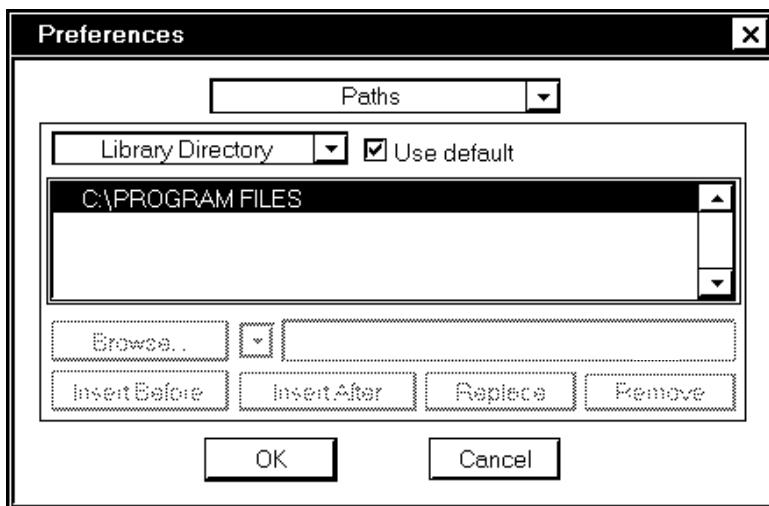 Preferences
Paths
Library Directory Use default
C:\PROGRAM FILES
Browse...
Insert Before Insert After Replace Remove
OK Cancel